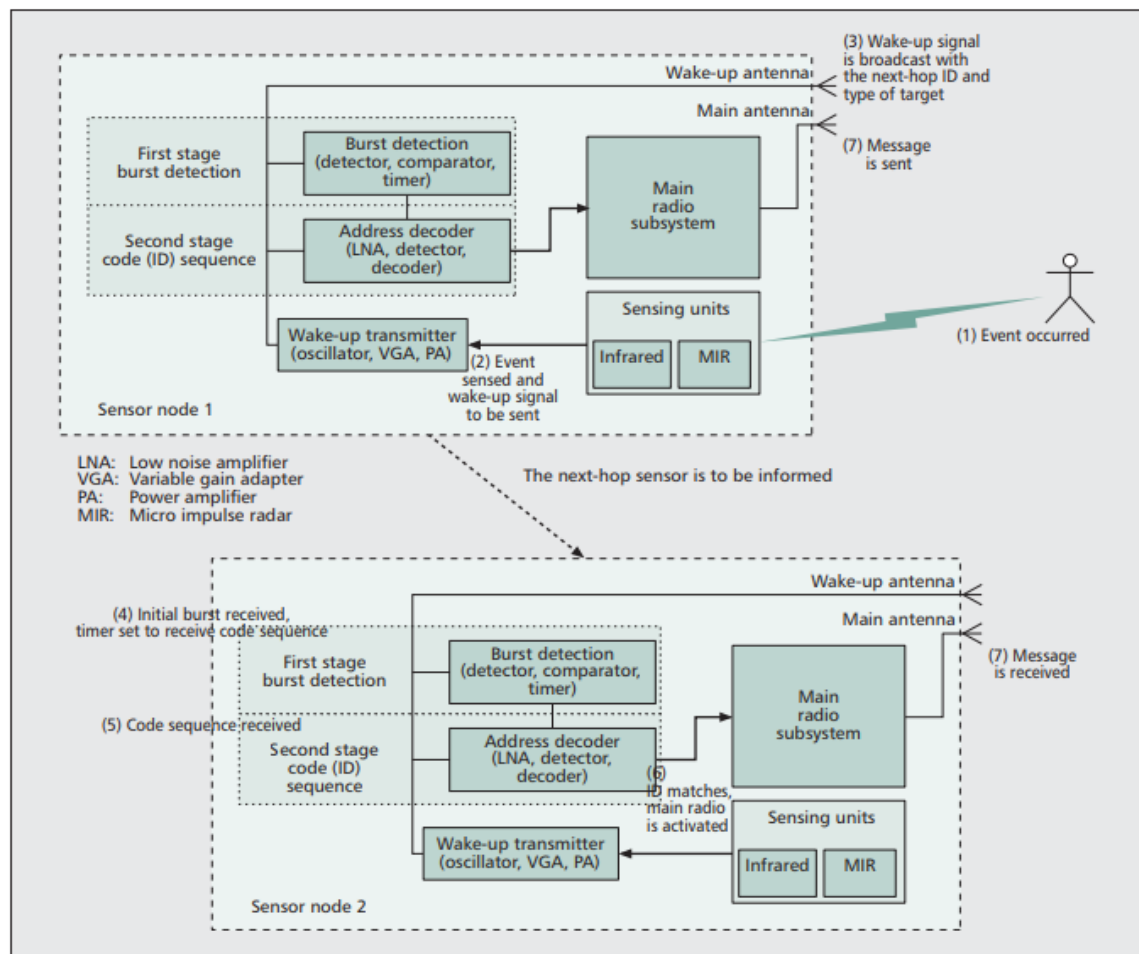 (3) Wake-up signal
is broadcast with
the next-hop ID and
type of target
Wake-up antenna
Main antenna
(7) Message
is sent
First stage
burst detection
Burst detection
(detector, comparator,
timer)
Main
radio
subsystem
Second stage
code (ID) sequence
Address decoder
(LNA, detector,
decoder)
Sensing units
Infrared
MIR
(1) Event occurred
Wake-up transmitter
(oscillator, VGA, PA)
(2) Event
sensed and
wake-up signal
to be sent
Sensor node 1
LNA: Low noise amplifier
VGA: Variable gain adapter
PA: Power amplifier
MIR: Micro impulse radar
The next-hop sensor is to be informed
Wake-up antenna
Main antenna
(7) Message
is received
(4) Initial burst received,
timer set to receive code sequence
First stage
burst detection
Burst detection
(detector, comparator,
timer)
Main
radio
subsystem
(5) Code sequence received
Second stage
code (ID)
sequence
Address decoder
(LNA, detector,
decoder)
(6)
ID matches,
main radio
is activated
Sensing units
Infrared
MIR
Wake-up transmitter
(oscillator, VGA, PA)
Sensor node 2